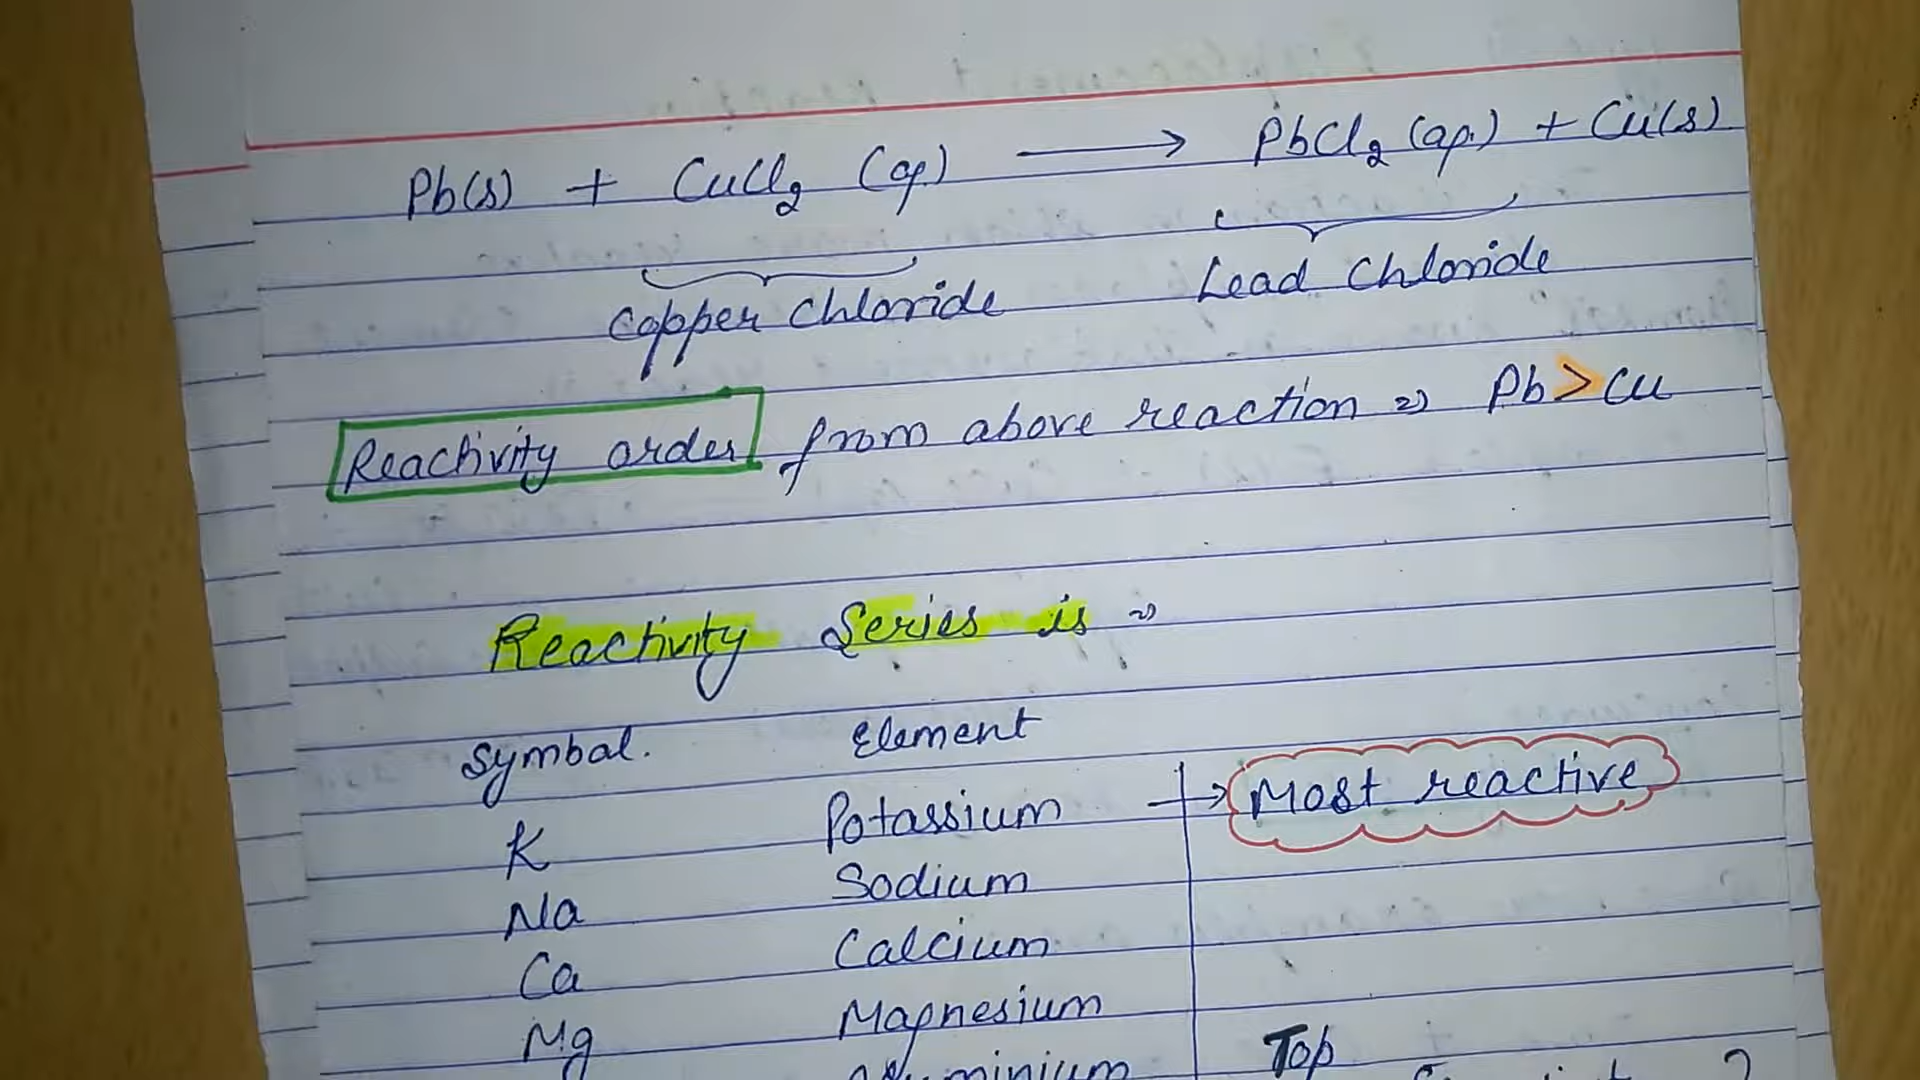 Pb(s) + CuCl2 (aq) → PbCl2 (aq) + Cu(s)
Copper Chloride Lead Chloride
Reactivity order from above reaction ⇒ Pb > Cu
Reactivity Series is ⇒
Symbol. Element
K Potassium → Most reactive
Na Sodium
Ca Calcium
Mg Magnesium
Top